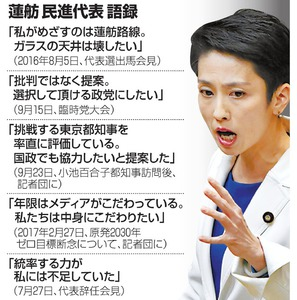 蓮舫 民進代表 語録
「私がめざすのは蓮舫路線。
ガラスの天井は壊したい」
(2016年8月5日、代表選出馬会見)
「批判ではなく提案。
選択して頂ける政党にしたい」
(9月15日、臨時党大会)
「挑戦する東京都知事を
率直に評価している。
国政でも協力したいと提案した」
(9月23日、小池百合子都知事訪問後、
記者団に)
「年限はメディアがこだわっている。
私たちは中身にこだわりたい」
(2017年2月27日、原発2030年
ゼロ目標断念について、記者団に)
「統率する力が
私には不足していた」
(7月27日、代表辞任会見)